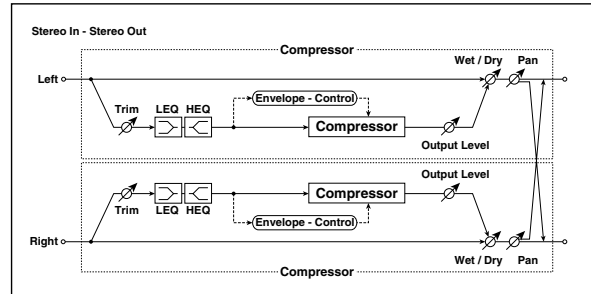 Stereo In - Stereo Out
Compressor
Wet / Dry
Pan
Left
Trim
LEQ
HEQ
Envelope - Control
Compressor
Output Level
Output Level
Compressor
Trim
LEQ
HEQ
Envelope - Control
Right
Wet / Dry
Pan
Compressor